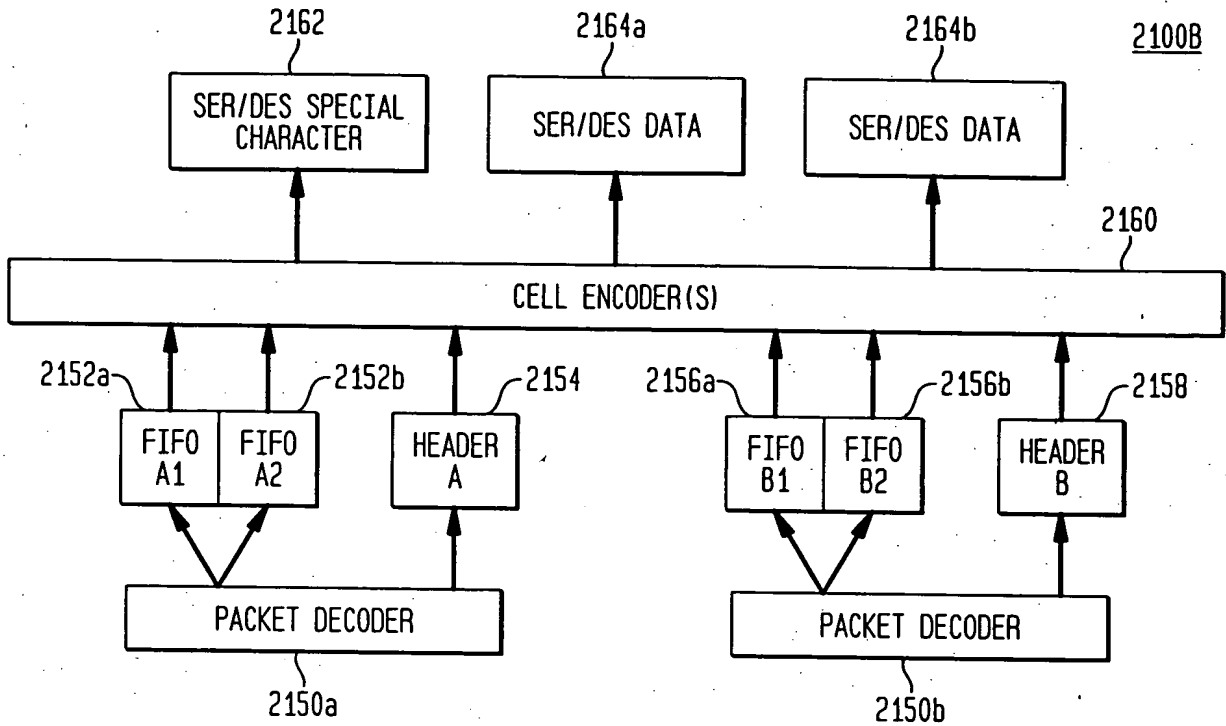 2162
2164a
2164b
2100B
SER/DES SPECIAL
CHARACTER
SER/DES DATA
SER/DES DATA
2160
CELL ENCODER(S)
2152a
2152b
2154
2156a
2156b
2158
FIFO
A1
FIFO
A2
HEADER
A
FIFO
B1
FIFO
B2
HEADER
B
PACKET DECODER
PACKET DECODER
2150a
2150b